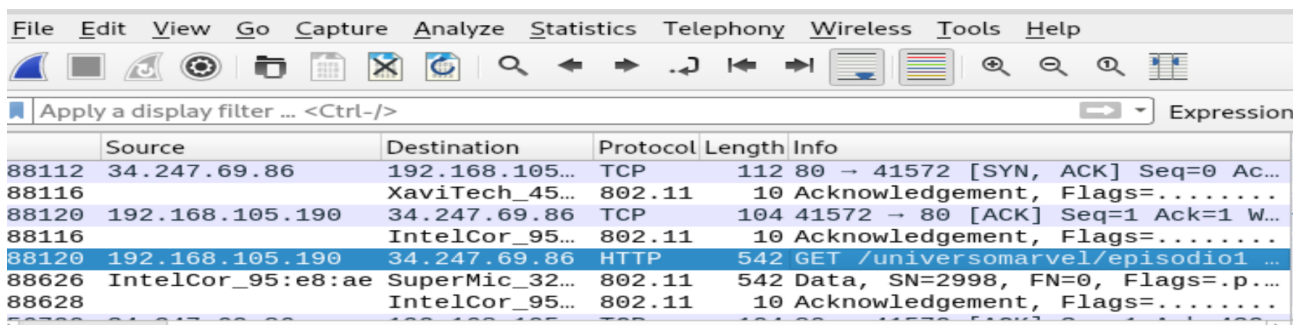 File Edit View Go Capture Analyze Statistics Telephony Wireless Tools Help
Apply a display filter ... <Ctrl-/> Expression
Source Destination Protocol Length Info
88112 34.247.69.86 192.168.105… TCP 112 80 → 41572 [SYN, ACK] Seq=0 Ac…
88116 XaviTech_45… 802.11 10 Acknowledgement, Flags=........
88120 192.168.105.190 34.247.69.86 TCP 104 41572 → 80 [ACK] Seq=1 Ack=1 W…
88116 IntelCor_95… 802.11 10 Acknowledgement, Flags=........
88120 192.168.105.190 34.247.69.86 HTTP 542 GET /universomarvel/episodio1 …
88626 IntelCor_95:e8:ae SuperMic_32… 802.11 542 Data, SN=2998, FN=0, Flags=.p.…
88628 IntelCor_95… 802.11 10 Acknowledgement, Flags=........